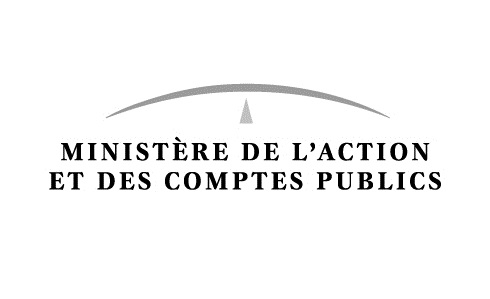 MINISTÈRE DE L'ACTION
ET DES COMPTES PUBLICS